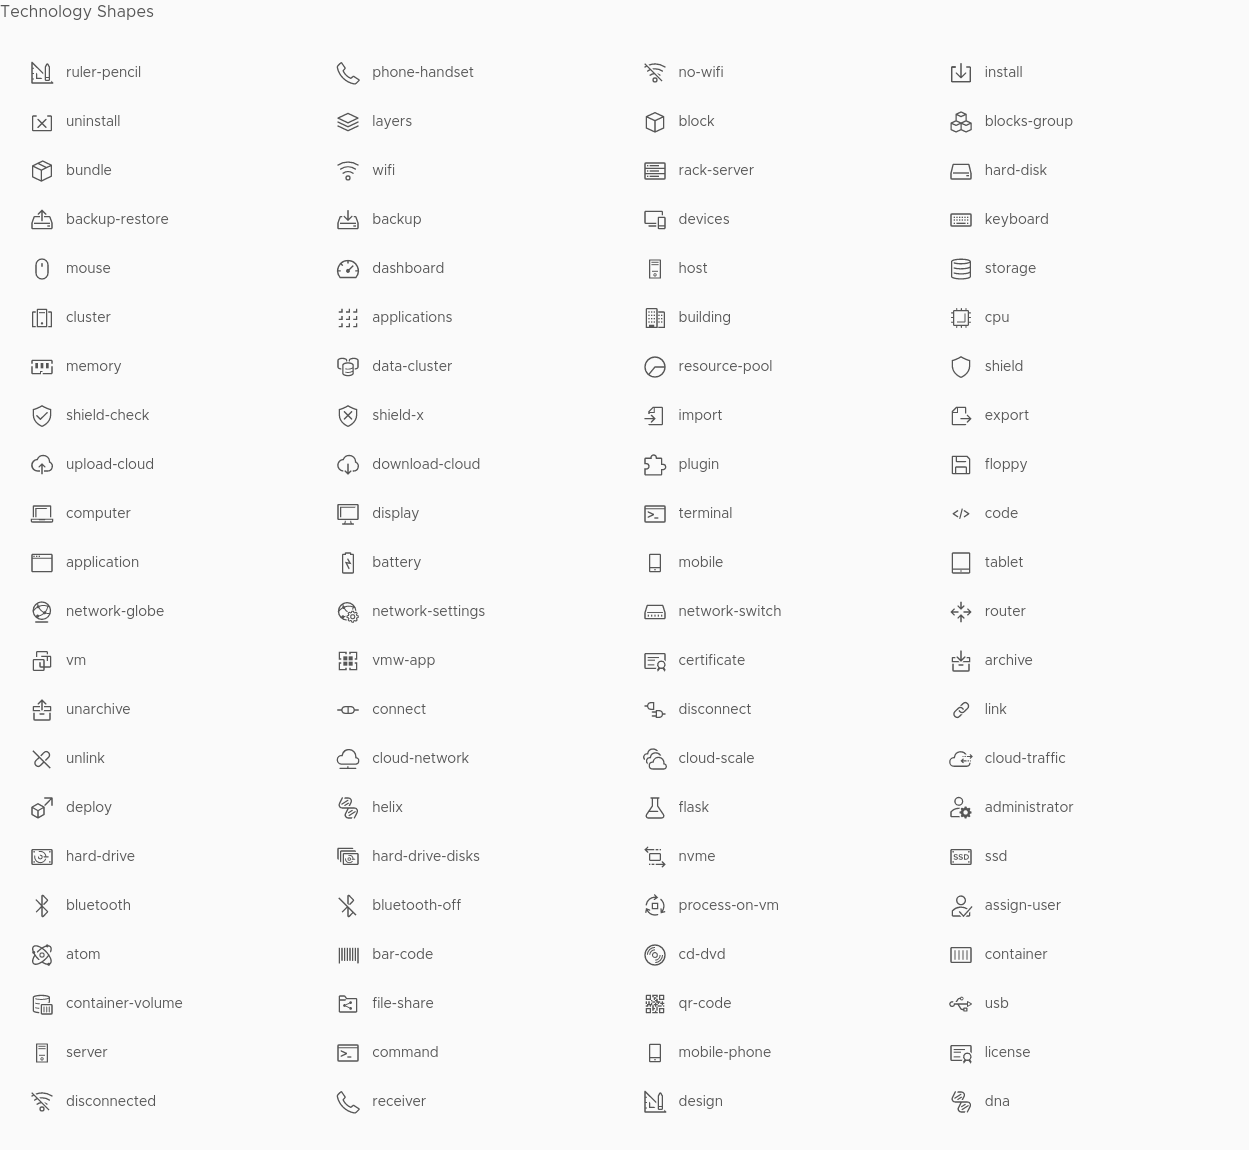 Technology Shapes
ruler-pencil phone-handset no-wifi install
uninstall layers block blocks-group
bundle wifi rack-server hard-disk
backup-restore backup devices keyboard
mouse dashboard host storage
cluster applications building cpu
memory data-cluster resource-pool shield
shield-check shield-x import export
upload-cloud download-cloud plugin floppy
computer display terminal code
application battery mobile tablet
network-globe network-settings network-switch router
vm vmw-app certificate archive
unarchive connect disconnect link
unlink cloud-network cloud-scale cloud-traffic
deploy helix flask administrator
hard-drive hard-drive-disks nvme SSD ssd
bluetooth bluetooth-off process-on-vm assign-user
atom bar-code cd-dvd container
container-volume file-share qr-code usb
server command mobile-phone license
disconnected receiver design dna